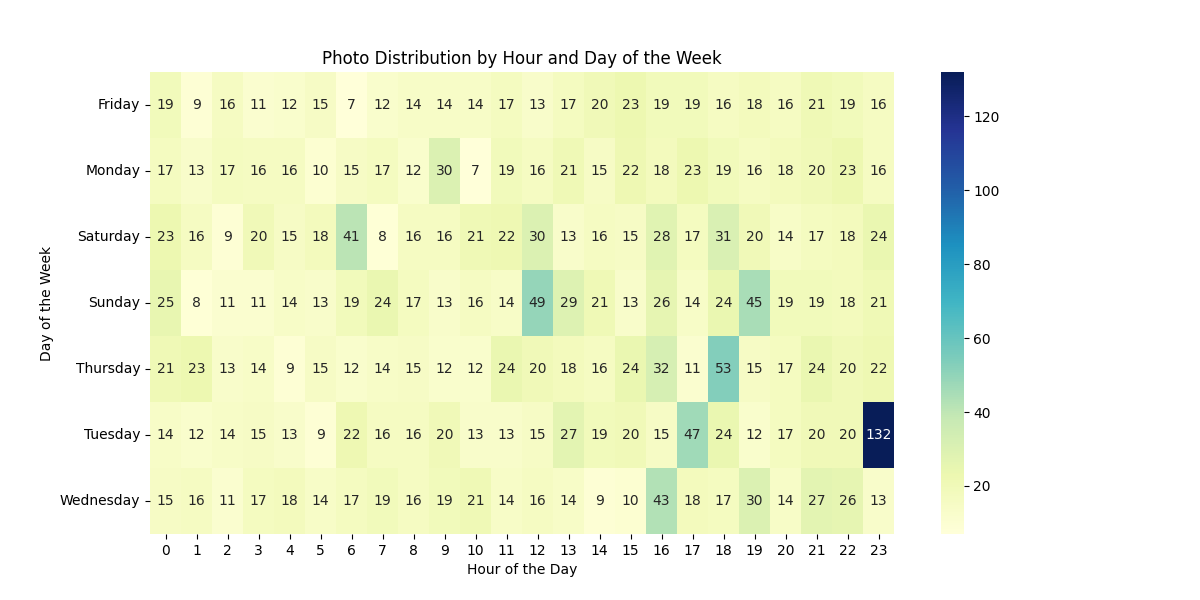 Photo Distribution by Hour and Day of the Week
Friday 19 9 16 11 12 15 7 12 14 14 14 17 13 17 20 23 19 19 16 18 16 21 19 16
120
Monday 17 13 17 16 16 10 15 17 12 30 7 19 16 21 15 22 18 23 19 16 18 20 23 16
100
Saturday 23 16 9 20 15 18 41 8 16 16 21 22 30 13 16 15 28 17 31 20 14 17 18 24
80
Day of the Week
Sunday 25 8 11 11 14 13 19 24 17 13 16 14 49 29 21 13 26 14 24 45 19 19 18 21
60
Thursday 21 23 13 14 9 15 12 14 15 12 12 24 20 18 16 24 32 11 53 15 17 24 20 22
40
Tuesday 14 12 14 15 13 9 22 16 16 20 13 13 15 27 19 20 15 47 24 12 17 20 20 132
20
Wednesday 15 16 11 17 18 14 17 19 16 19 21 14 16 14 9 10 43 18 17 30 14 27 26 13
0 1 2 3 4 5 6 7 8 9 10 11 12 13 14 15 16 17 18 19 20 21 22 23
Hour of the Day